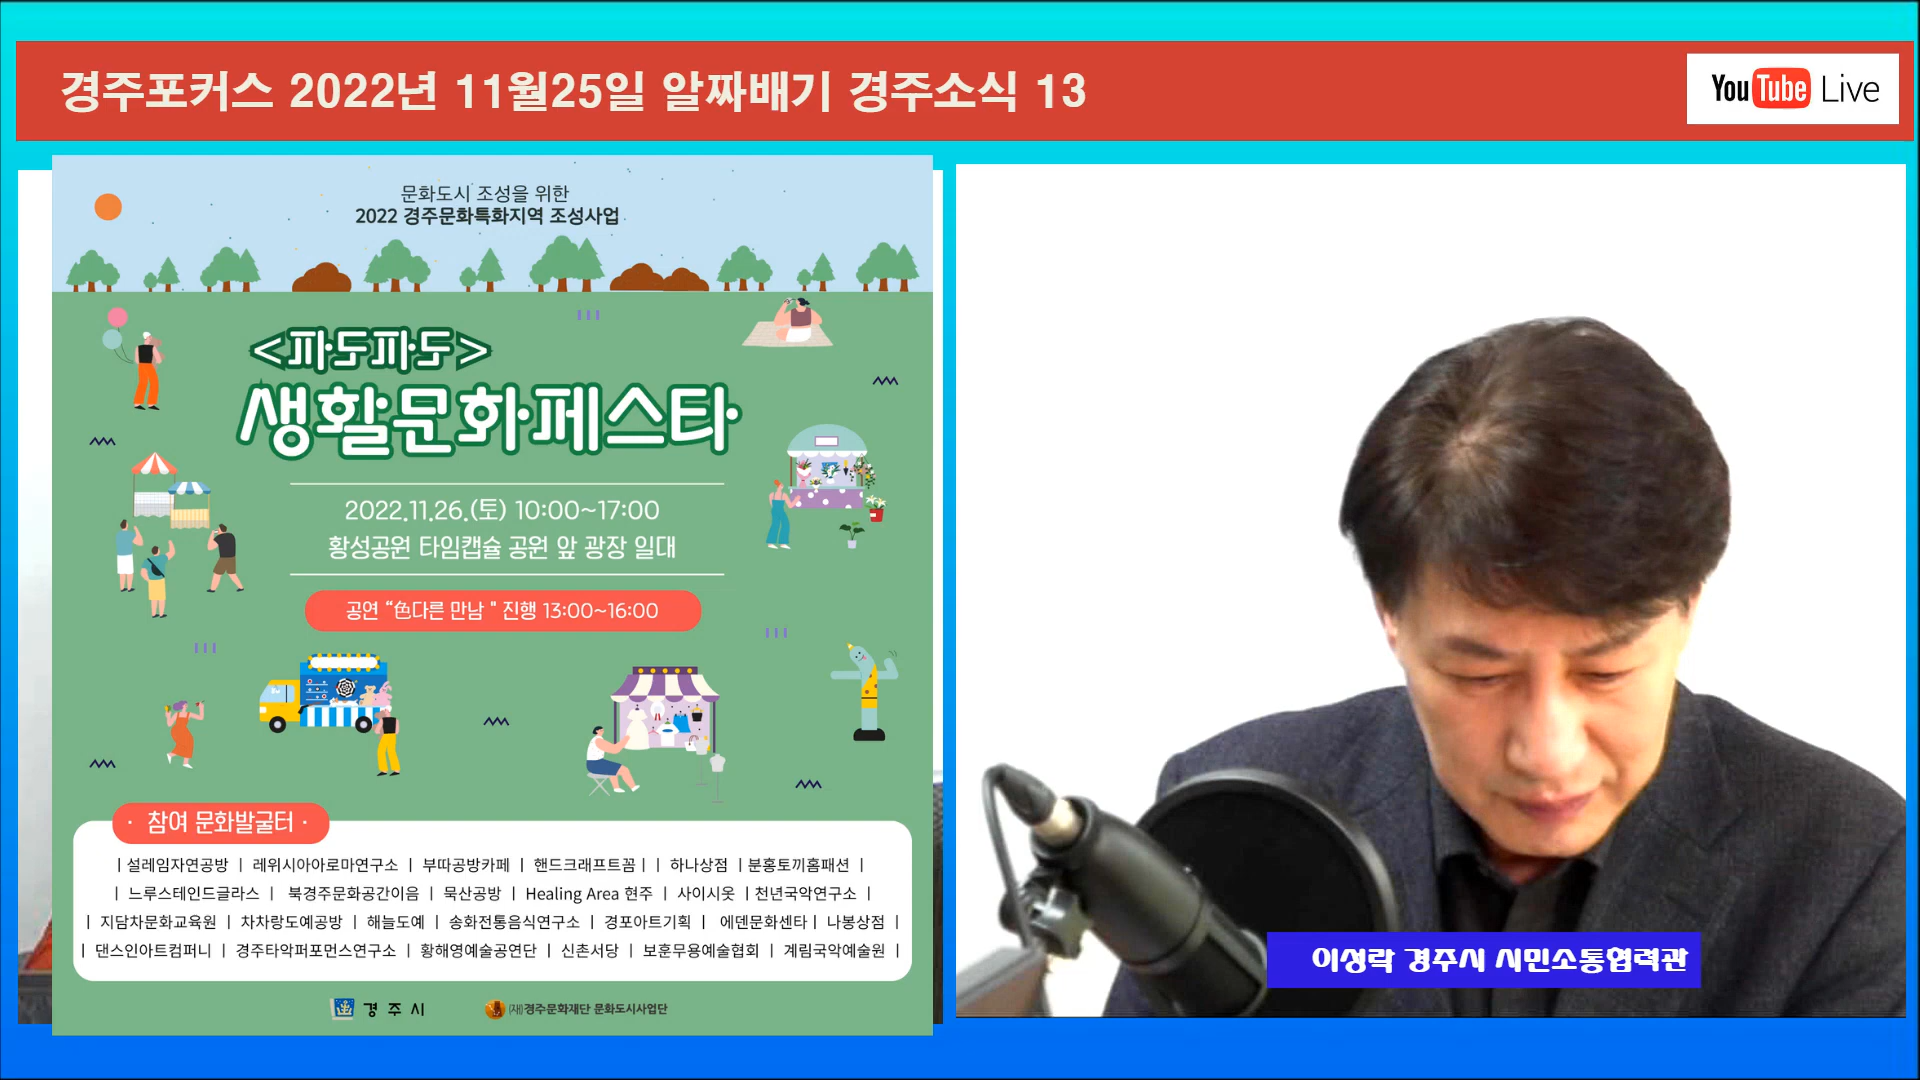 경주포커스 2022년 11월25일 알짜배기 경주소식 13
YouTube Live
문화도시 조성을 위한
2022 경주문화특화지역 조성사업
<파도파도>
생활문화페스타
2022.11.26.(토) 10:00~17:00
황성공원 타임캡슐 공원 앞 광장 일대
공연 “色다른 만남 " 진행 13:00~16:00
· 참여 문화발굴터 ·
| 설레임자연공방 | 레위시아아로마연구소 | 부따공방카페 | 핸드크래프트꼼 | | 하나상점 | 분홍토끼홈패션 |
| 느루스테인드글라스 | 북경주문화공간이음 | 묵산공방 | Healing Area 현주 | 사이시옷 | 천년국악연구소 |
| 지담차문화교육원 | 차차랑도예공방 | 해늘도예 | 송화전통음식연구소 | 경포아트기획 | 에덴문화센타 | 나봉상점 |
| 댄스인아트컴퍼니 | 경주타악퍼포먼스연구소 | 황해영예술공연단 | 신촌서당 | 보훈무용예술협회 | 계림국악예술원 |
경주시
(재)경주문화재단 문화도시사업단
이성락 경주시 시민소통협력관